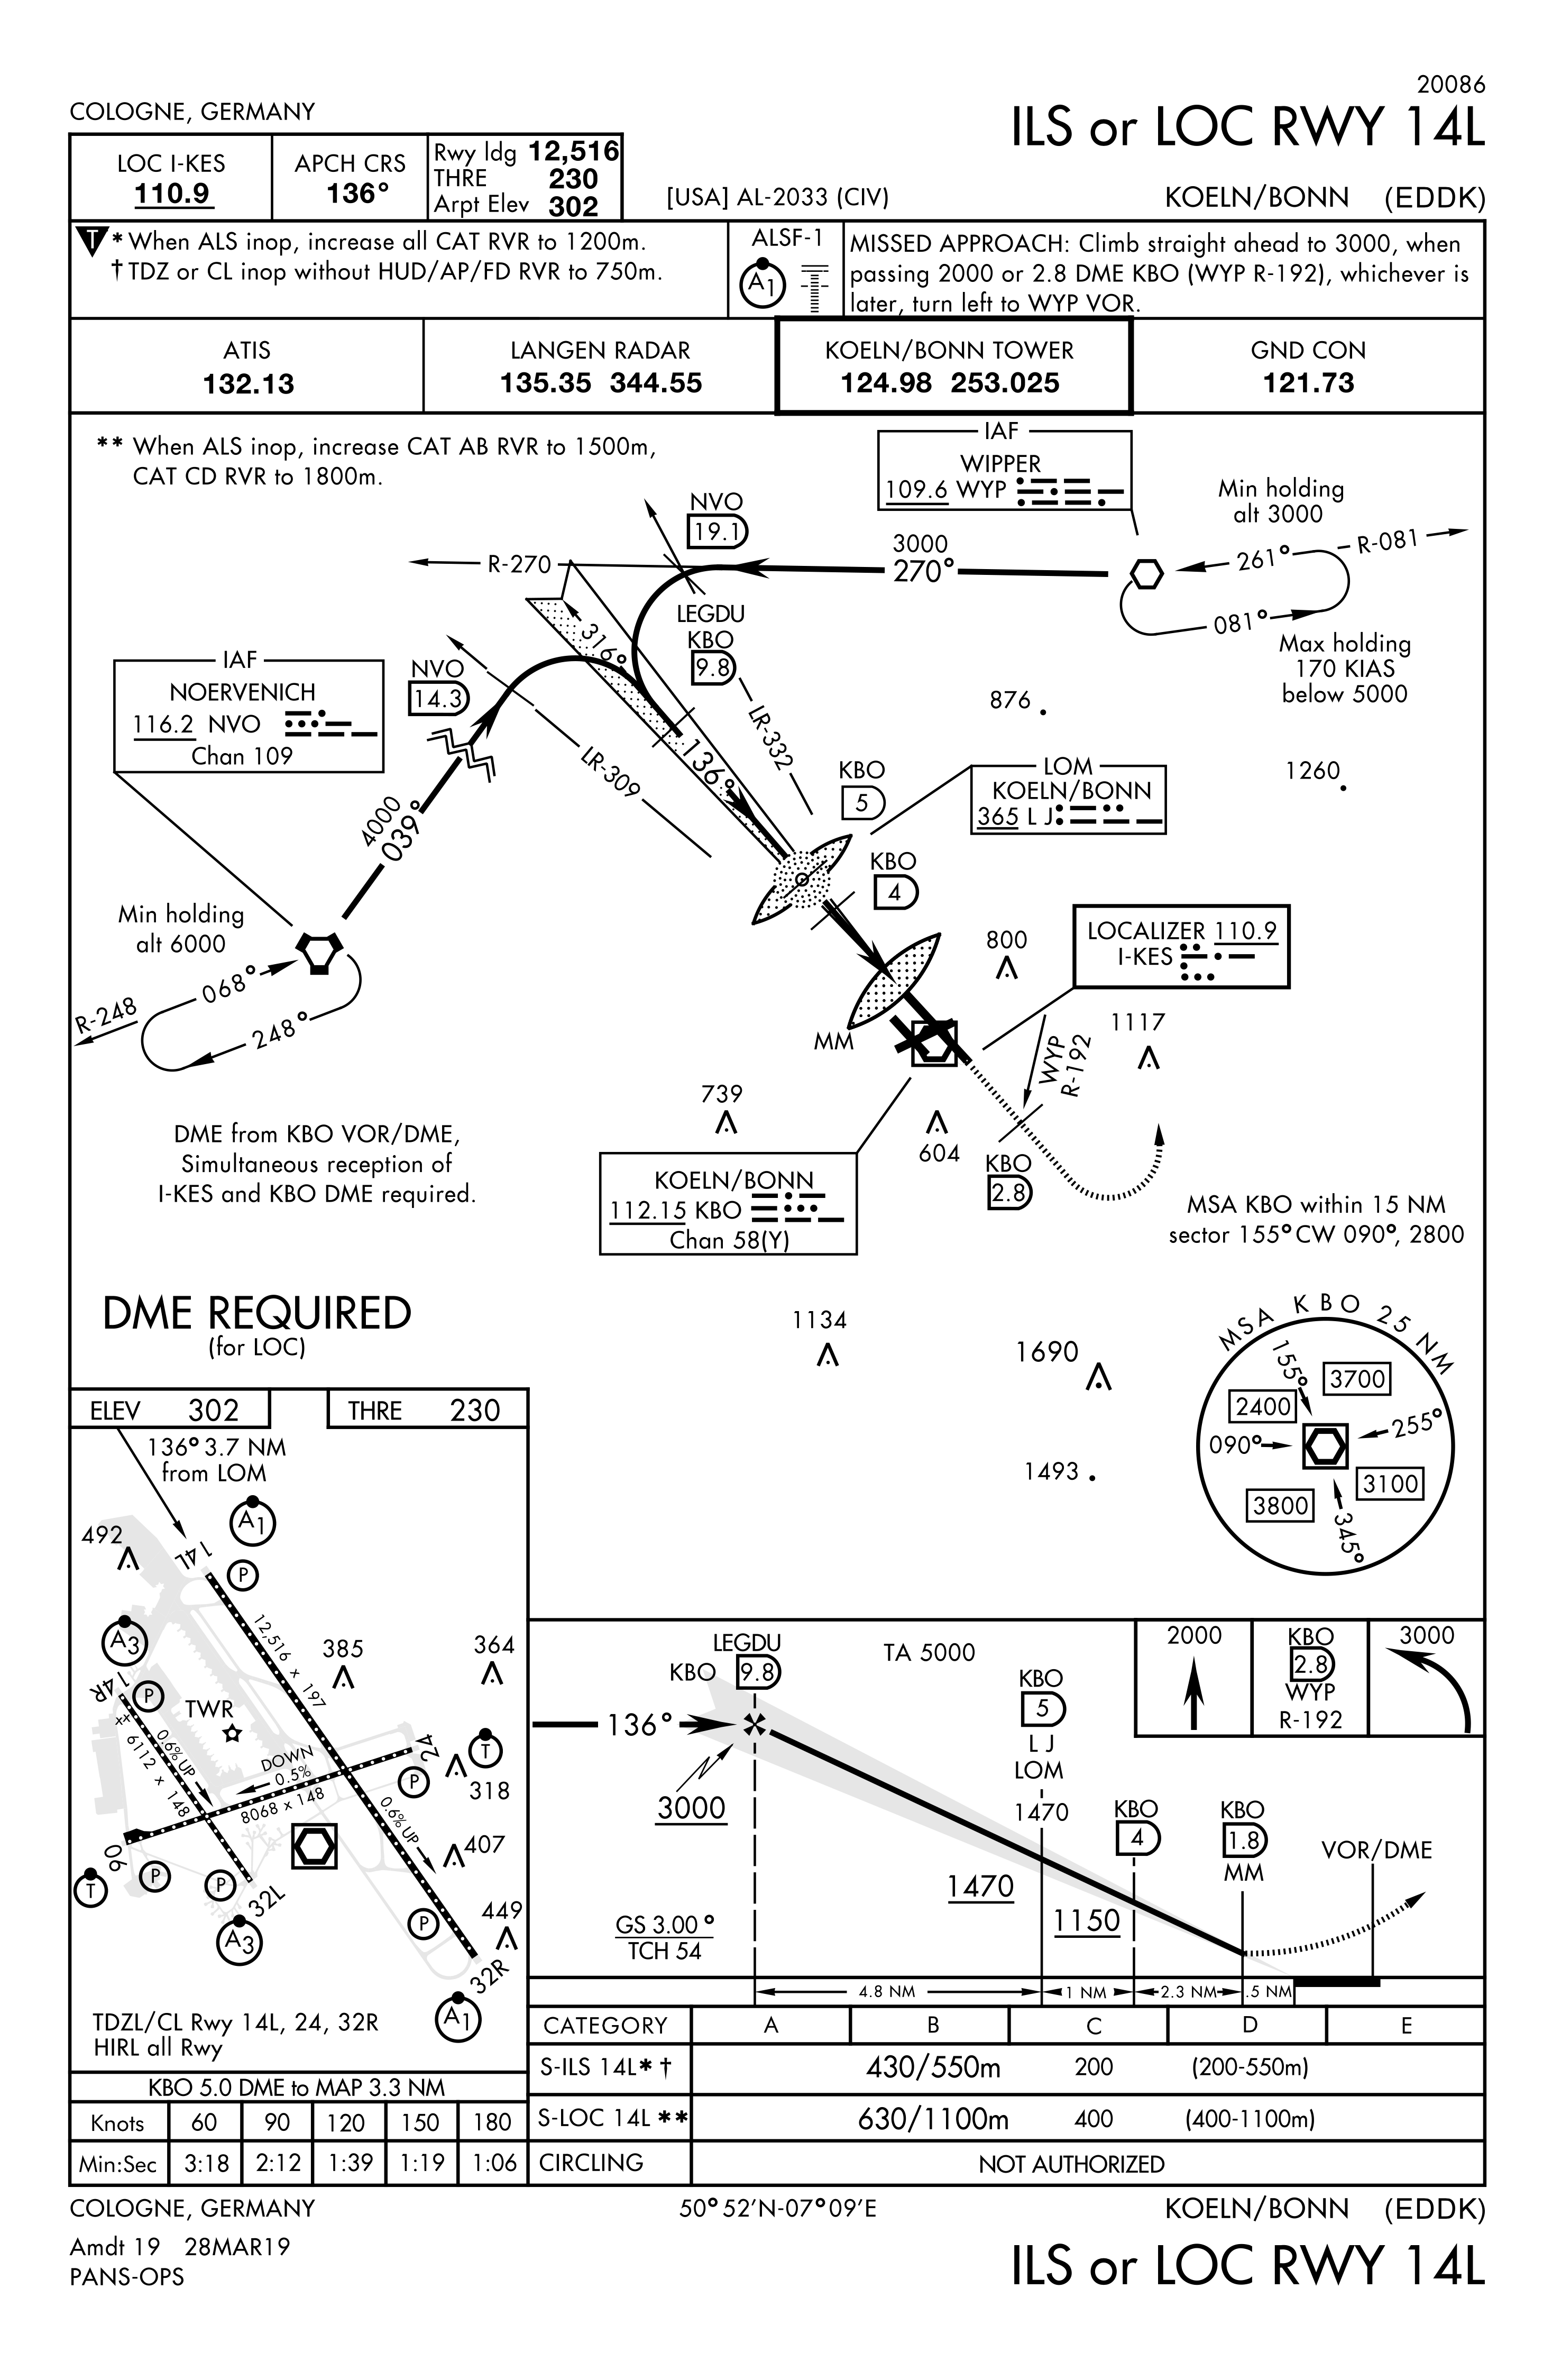 20086
COLOGNE, GERMANY
ILS or LOC RWY 14L
LOC I-KES
110.9
APCH CRS
136°
Rwy ldg 12,516
THRE 230
Arpt Elev 302
[USA] AL-2033 (CIV)
KOELN/BONN (EDDK)
T
* When ALS inop, increase all CAT RVR to 1200m.
† TDZ or CL inop without HUD/AP/FD RVR to 750m.
ALSF-1
A1
MISSED APPROACH: Climb straight ahead to 3000, when
passing 2000 or 2.8 DME KBO (WYP R-192), whichever is
later, turn left to WYP VOR.
ATIS
132.13
LANGEN RADAR
135.35 344.55
KOELN/BONN TOWER
124.98 253.025
GND CON
121.73
** When ALS inop, increase CAT AB RVR to 1500m,
CAT CD RVR to 1800m.
IAF
WIPPER
109.6 WYP
Min holding
alt 3000
261°
R-081
081°
Max holding
170 KIAS
below 5000
NVO
19.1
R-270
3000
270°
LEGDU
KBO
9.8
316°
LR-332
IAF
NOERVENICH
116.2 NVO
Chan 109
NVO
14.3
LR-309
136°
4000
039°
876
1260
KBO
5
LOM
KOELN/BONN
365 LJ
KBO
4
Min holding
alt 6000
068°
R-248
248°
800
LOCALIZER 110.9
I-KES
MM
WYP
R-192
1117
739
604
KBO
2.8
DME from KBO VOR/DME,
Simultaneous reception of
I-KES and KBO DME required.
KOELN/BONN
112.15 KBO
Chan 58(Y)
MSA KBO within 15 NM
sector 155° CW 090°, 2800
DME REQUIRED
(for LOC)
1134
1690
1493
MSA KBO 25 NM
155°
3700
2400
090°
255°
3100
3800
345°
ELEV 302
THRE 230
136° 3.7 NM
from LOM
A1
492
14L
P
A3
12,516 x 197
385
364
14R
P
TWR
0.6% UP
6112 x 148
DOWN
0.5%
8068 x 148
24
T
P
318
0.6% UP
407
06
T
P
P
32L
A3
P
449
32R
A1
TDZL/CL Rwy 14L, 24, 32R
HIRL all Rwy
KBO 5.0 DME to MAP 3.3 NM
Knots 60 90 120 150 180
Min:Sec 3:18 2:12 1:39 1:19 1:06
LEGDU
KBO 9.8
TA 5000
136°
3000
KBO
5
LJ
LOM
1470
KBO
4
KBO
1.8
MM
VOR/DME
2000
KBO
2.8
WYP
R-192
3000
1470
1150
GS 3.00°
TCH 54
4.8 NM
1 NM
2.3 NM
.5 NM
CATEGORY A B C D E
S-ILS 14L* † 430/550m 200 (200-550m)
S-LOC 14L ** 630/1100m 400 (400-1100m)
CIRCLING NOT AUTHORIZED
COLOGNE, GERMANY
50°52'N-07°09'E
KOELN/BONN (EDDK)
Amdt 19 28MAR19
PANS-OPS
ILS or LOC RWY 14L